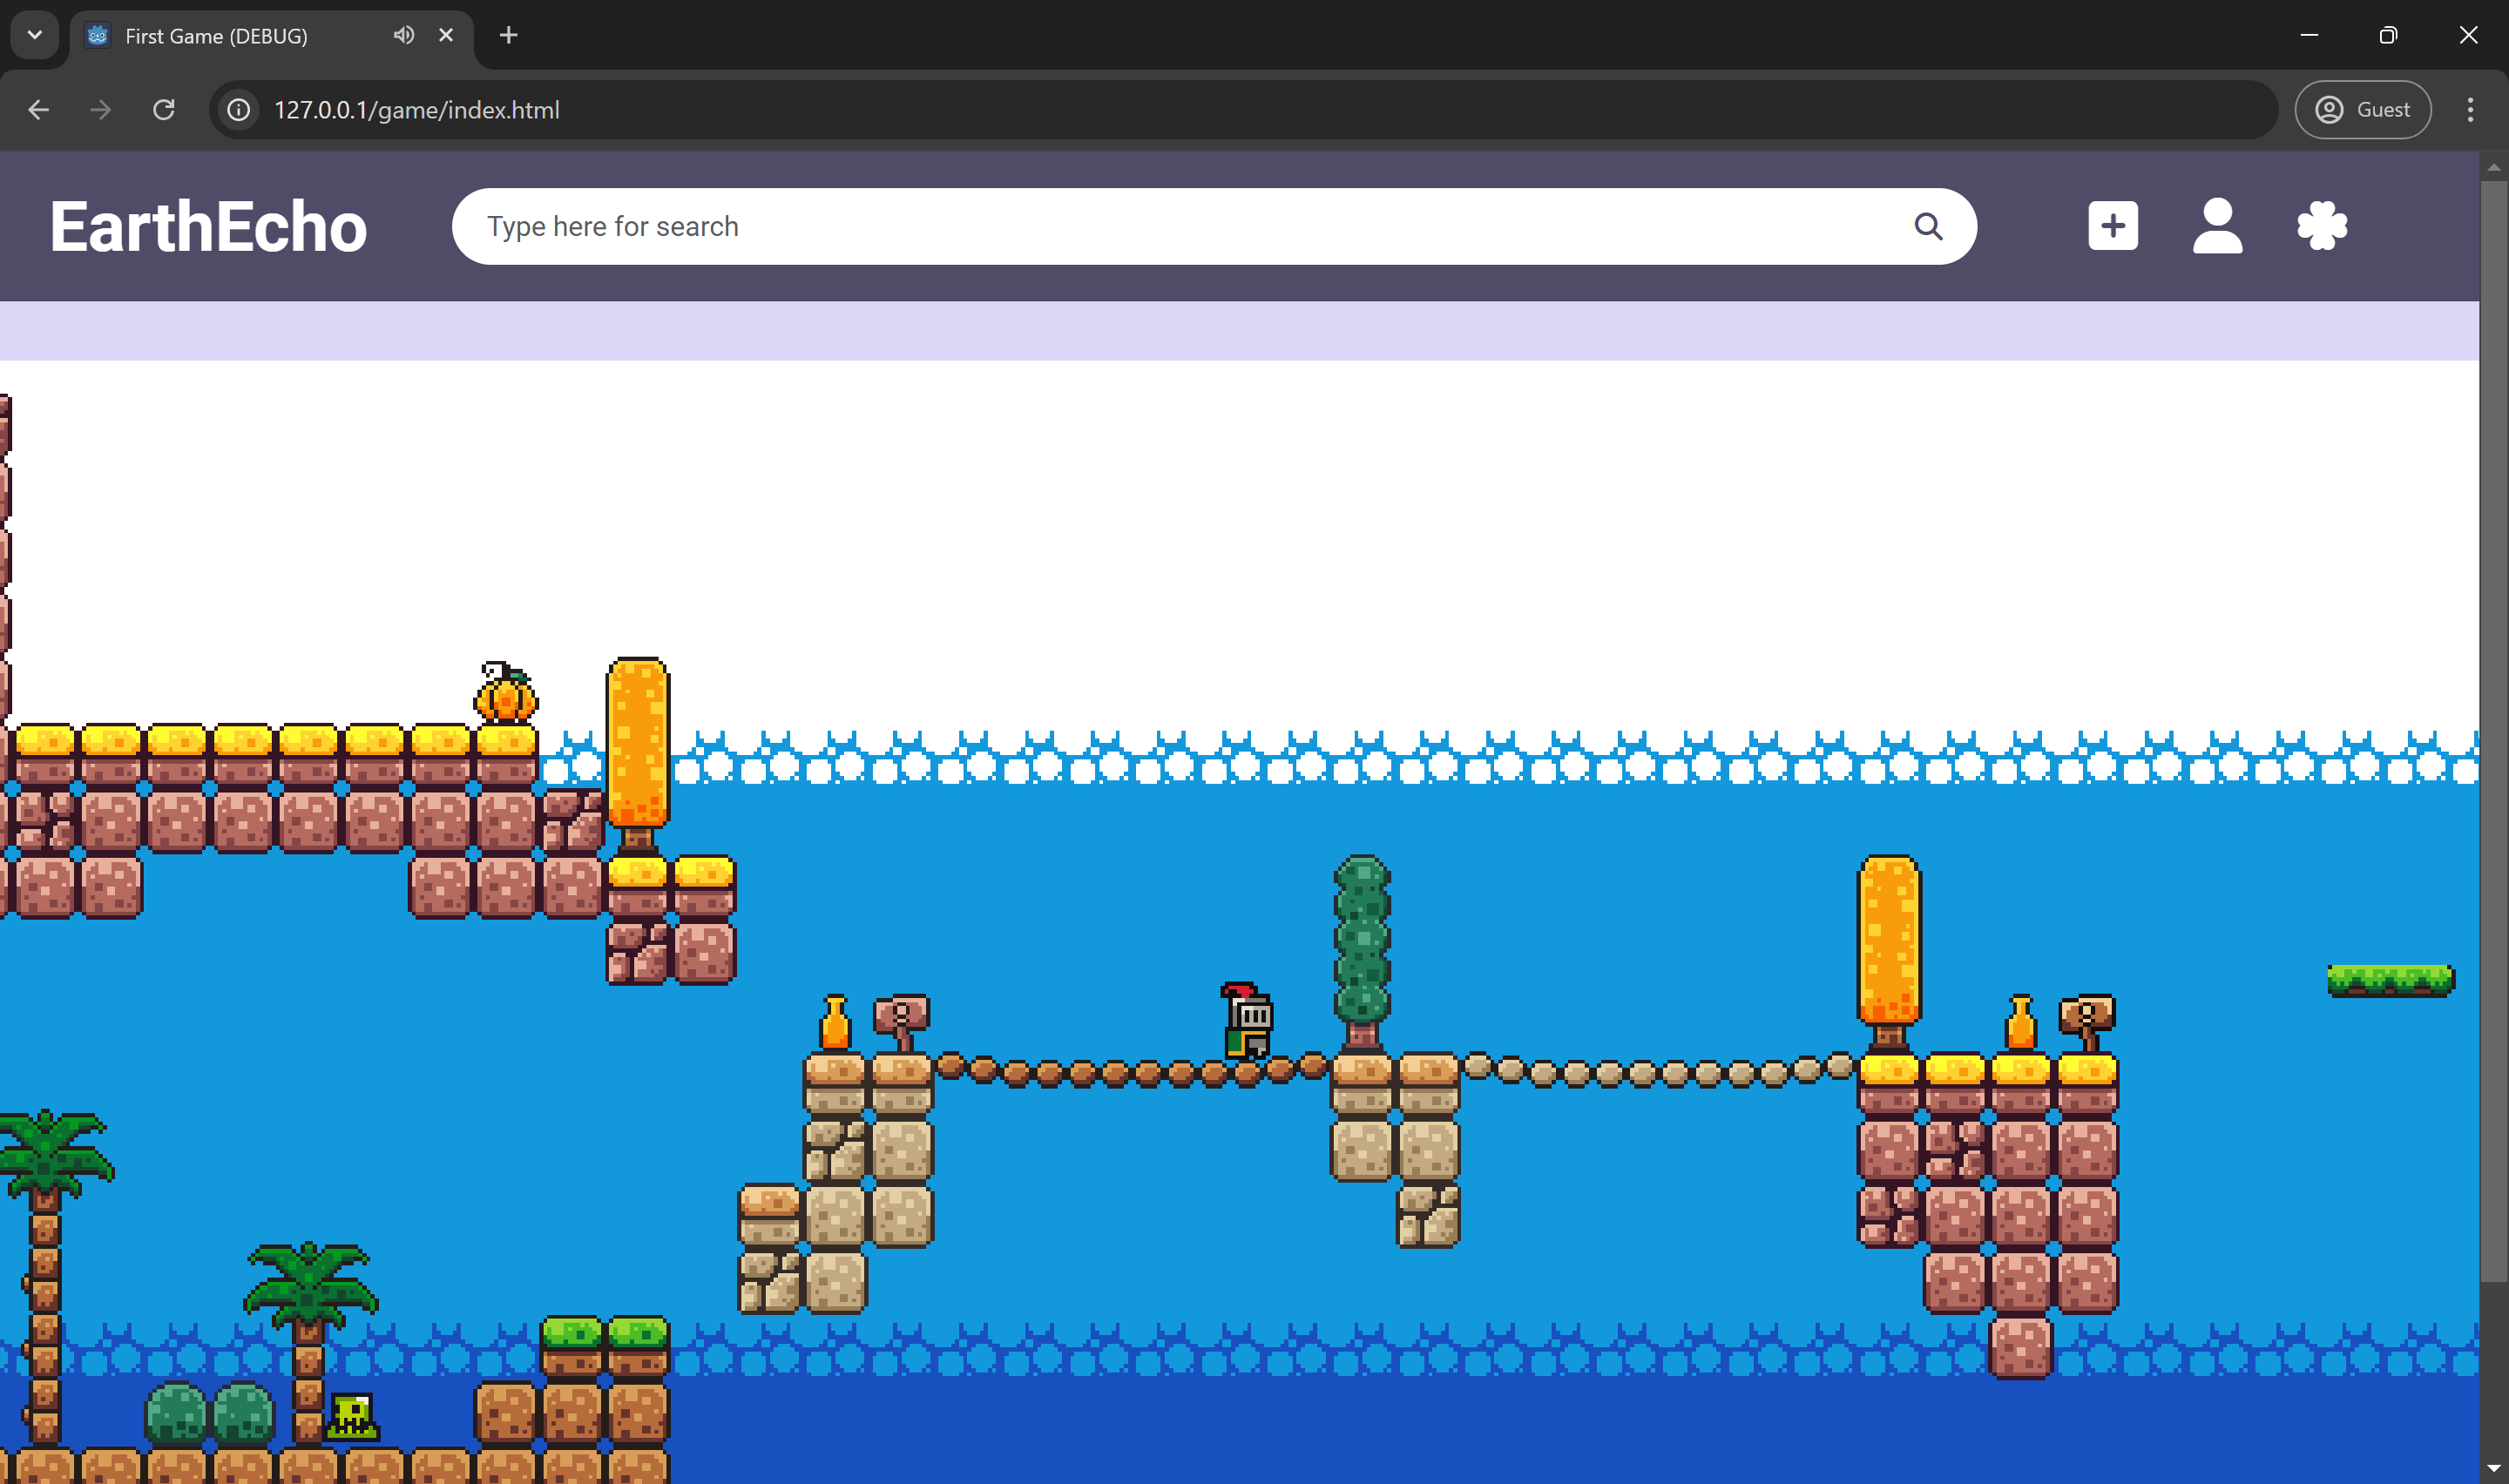 First Game (DEBUG)
127.0.0.1/game/index.html
Guest
EarthEcho
Type here for search